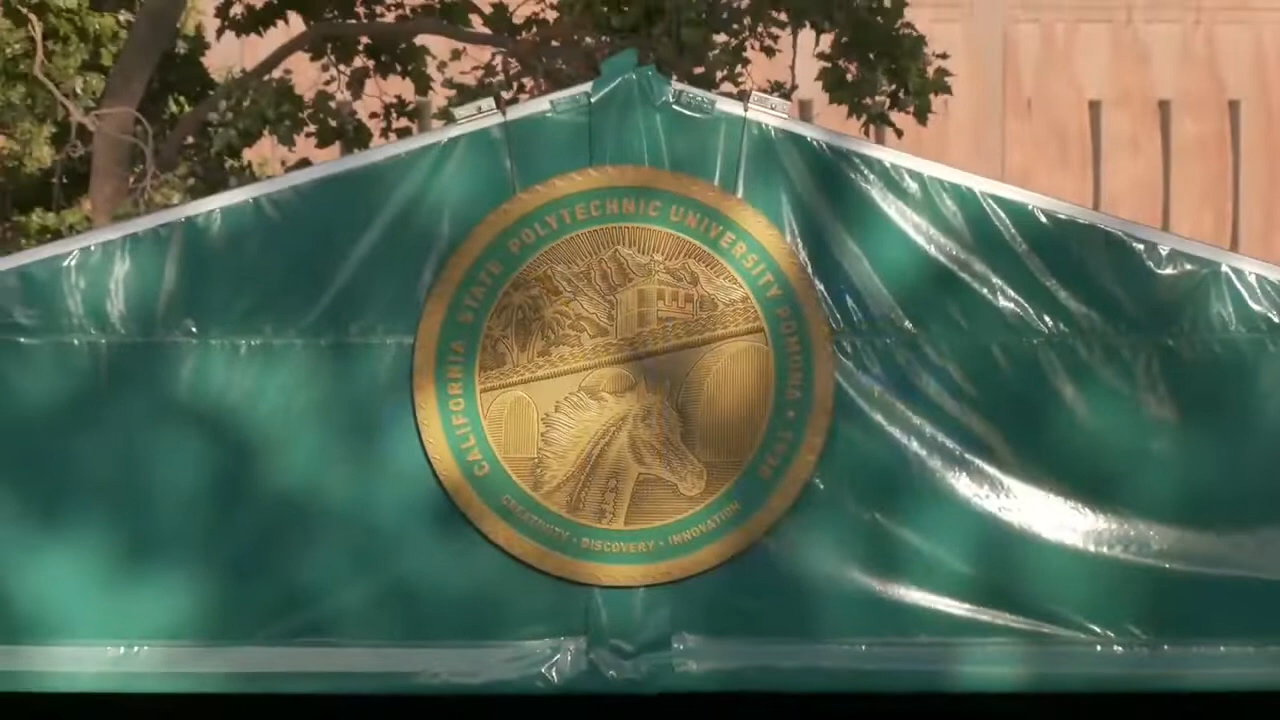 CALIFORNIA STATE POLYTECHNIC UNIVERSITY POMONA • 1938
CREATIVITY • DISCOVERY • INNOVATION